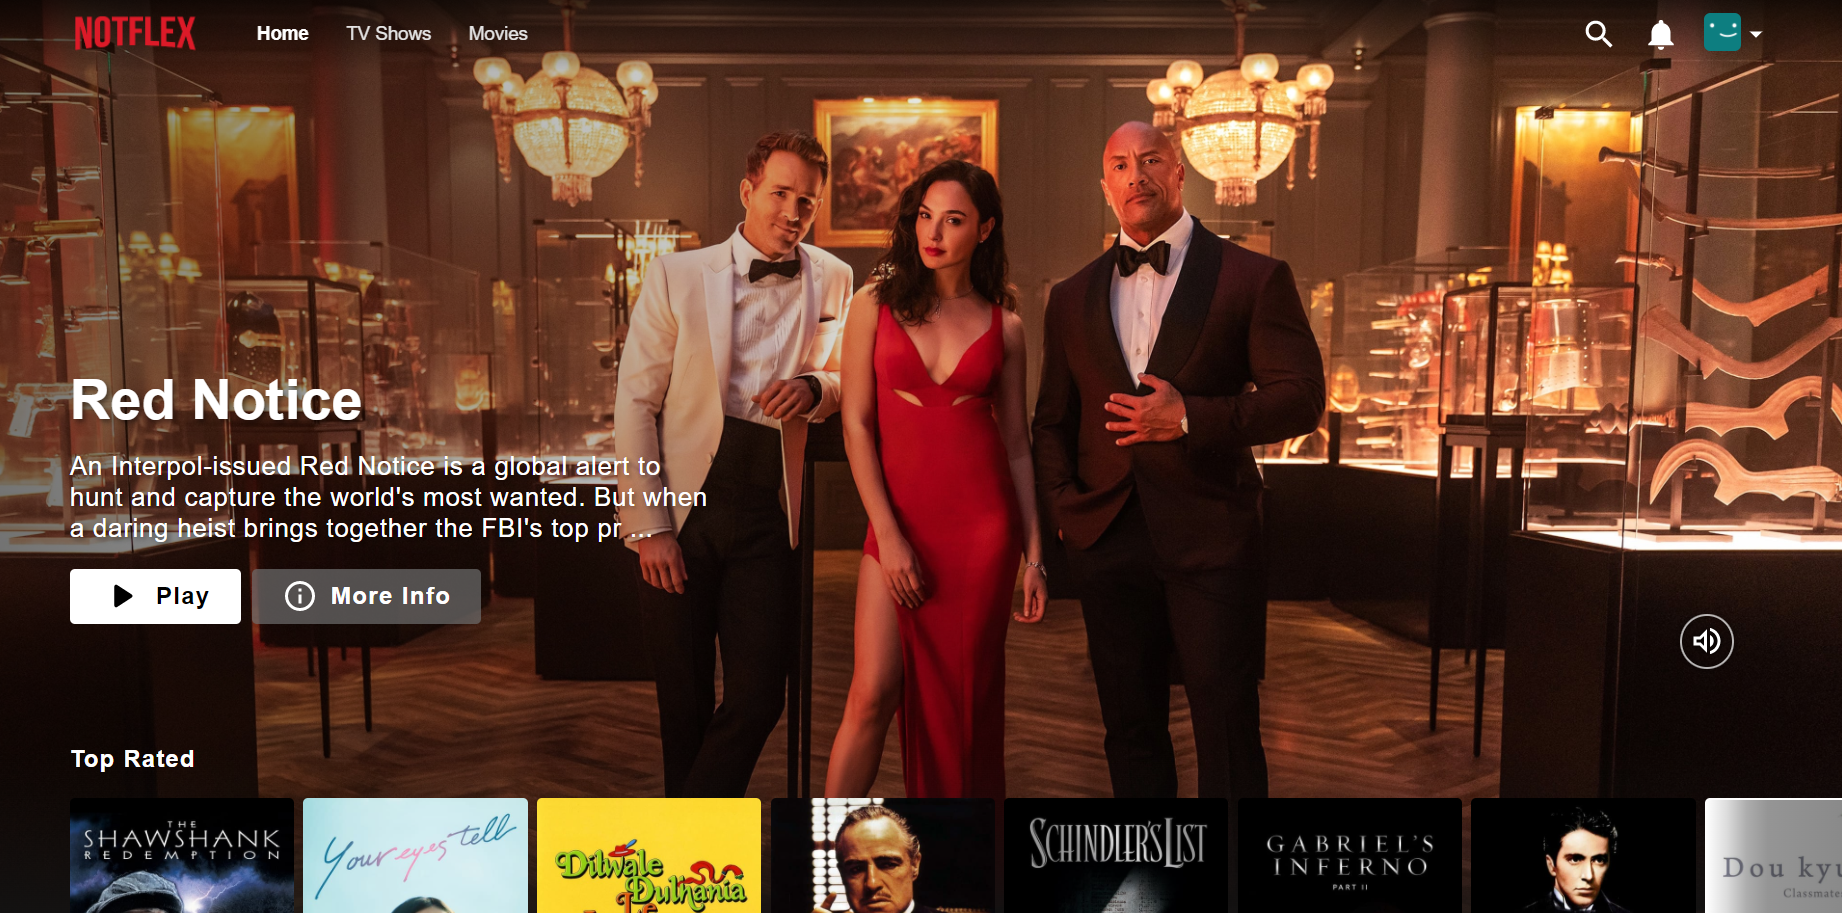 NOTFLEX
Home TV Shows Movies
Red Notice
An Interpol-issued Red Notice is a global alert to
hunt and capture the world's most wanted. But when
a daring heist brings together the FBI's top pr ...
Play More Info
Top Rated
THE
SHAWSHANK
REDEMPTION
Your eyes tell
Dilwale
Dulhania
Le
SCHINDLER'S LIST
GABRIEL'S
INFERNO
PART II
Dou kyu
Classmate